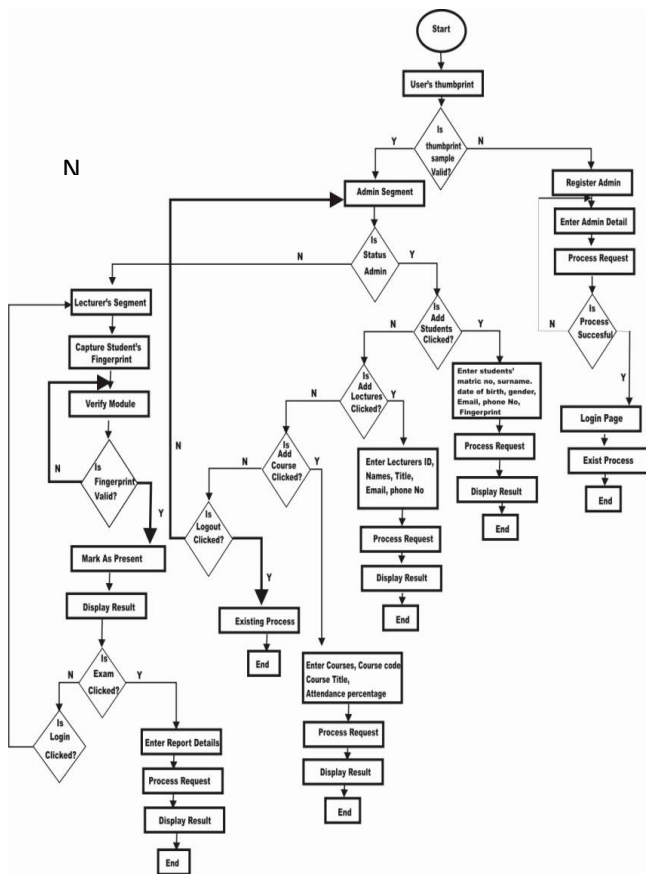 Start
User's thumbprint
Is
thumbprint
sample
Valid?
Y
N
N
Admin Segment
Register Admin
Enter Admin Detail
Process Request
Is
Status
Admin
N
Y
Is
Process
Succesful
N
Y
Login Page
Exist Process
End
Lecturer's Segment
Capture Student's
Fingerprint
Verify Module
Is
Fingerprint
Valid?
N
Y
Mark As Present
Display Result
Is
Exam
Clicked?
N
Y
Is
Login
Clicked?
Enter Report Details
Process Request
Display Result
End
Is
Add
Students
Clicked?
N
Y
Enter students'
matric no, surname.
date of birth, gender,
Email, phone No,
Fingerprint
Process Request
Display Result
End
Is
Add
Lectures
Clicked?
N
Y
Enter Lecturers ID,
Names, Title,
Email, phone No
Process Request
Display Result
End
Is
Add
Course
Clicked?
N
Y
Enter Courses, Course code
Course Title,
Attendance percentage
Process Request
Display Result
End
Is
Logout
Clicked?
N
Y
Existing Process
End